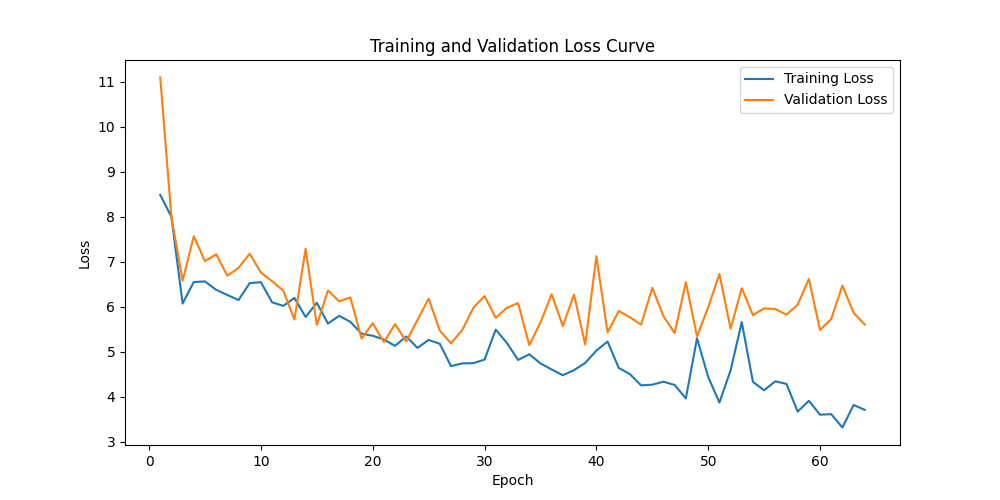 Training and Validation Loss Curve
Training Loss
Validation Loss
11
10
9
8
7
6
5
4
3
Loss
0 10 20 30 40 50 60
Epoch